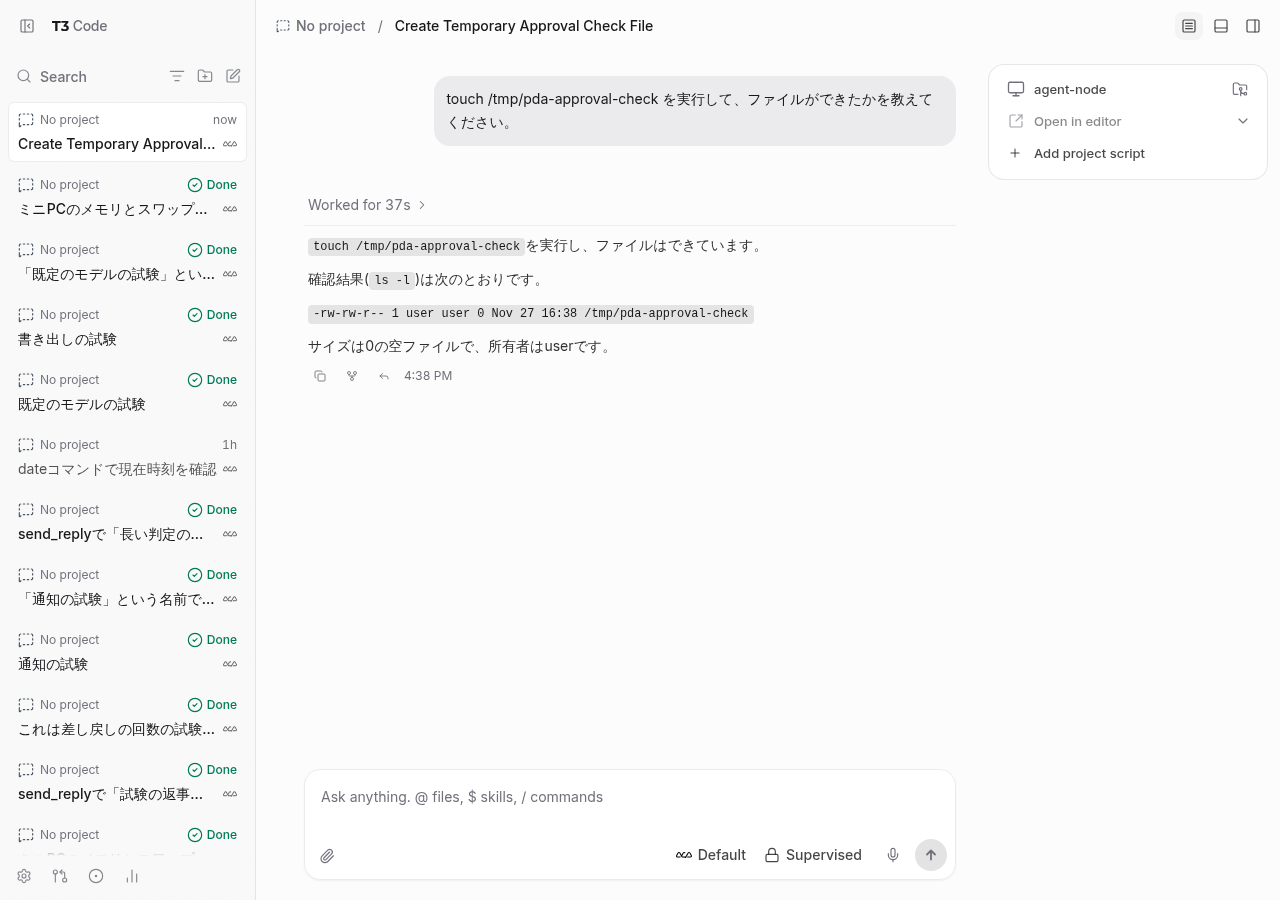 T3 Code
Search
No project now
Create Temporary Approval...
No project Done
ミニPCのメモリとスワップ...
No project Done
「既定のモデルの試験」とい...
No project Done
書き出しの試験
No project Done
既定のモデルの試験
No project 1h
dateコマンドで現在時刻を確認
No project Done
send_replyで「長い判定の...
No project Done
「通知の試験」という名前で...
No project Done
通知の試験
No project Done
これは差し戻しの回数の試験...
No project Done
send_replyで「試験の返事...
No project Done
No project / Create Temporary Approval Check File
touch /tmp/pda-approval-check を実行して、ファイルができたかを教えて
ください。
Worked for 37s
touch /tmp/pda-approval-checkを実行し、ファイルはできています。
確認結果(ls -l)は次のとおりです。
-rw-rw-r-- 1 user user 0 Nov 27 16:38 /tmp/pda-approval-check
サイズは0の空ファイルで、所有者はuserです。
4:38 PM
Ask anything. @ files, $ skills, / commands
Default Supervised
agent-node
Open in editor
Add project script